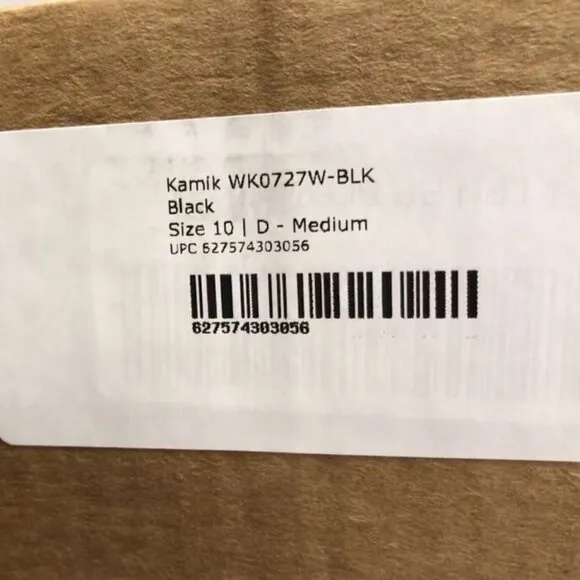 Kamik WK0727W-BLK
Black
Size 10 | D - Medium
UPC 627574303056
627574303056